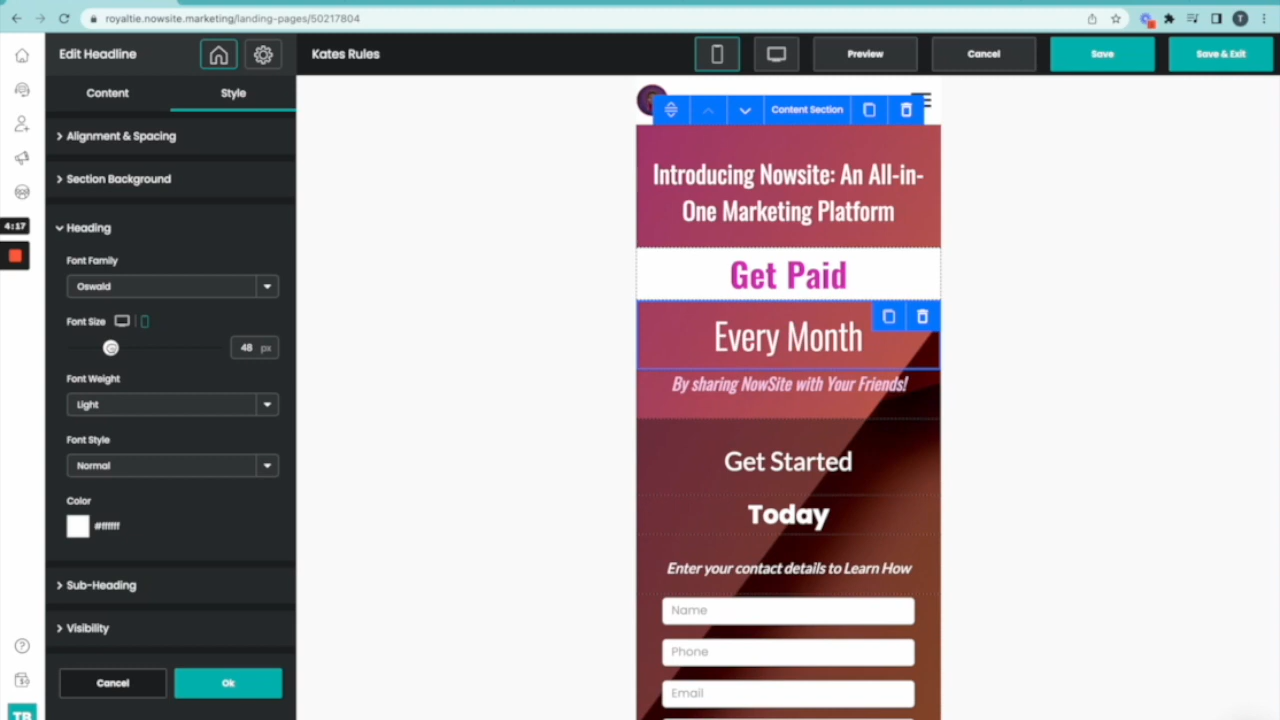 royaltie.nowsite.marketing/landing-pages/50217804
T
Edit Headline
Kates Rules
Preview
Cancel
Save
Save & Exit
Content
Style
Alignment & Spacing
Section Background
4:17
Heading
Font Family
Oswald
Font Size
48 px
Font Weight
Light
Font Style
Normal
Color
#ffffff
Sub-Heading
Visibility
Cancel
Ok
TB
Content Section
Introducing Nowsite: An All-in-
One Marketing Platform
Get Paid
Every Month
By sharing NowSite with Your Friends!
Get Started
Today
Enter your contact details to Learn How
Name
Phone
Email